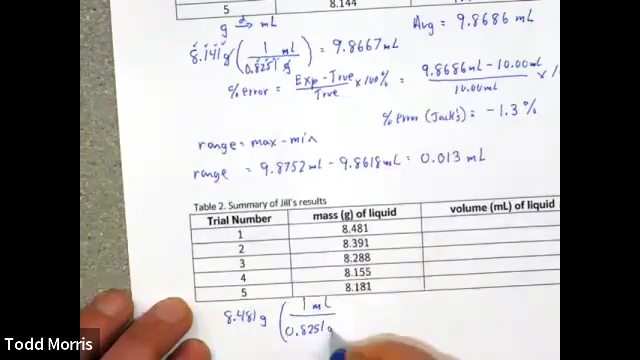 5 8.144
g → mL
Avg = 9.8686 mL
8.141 g ( 1 mL / 0.8251 g ) = 9.8667 mL
% error = Exp - True / True × 100% = 9.8686 mL - 10.00 mL / 10.00 mL × 1
% error (Jack's) = -1.3 %
range = max - min
range = 9.8752 mL - 9.8618 mL = 0.013 mL
Table 2. Summary of Jill's results
Trial Number mass (g) of liquid volume (mL) of liquid
1 8.481
2 8.391
3 8.288
4 8.155
5 8.181
8.481 g ( 1 mL / 0.8251 g
Todd Morris